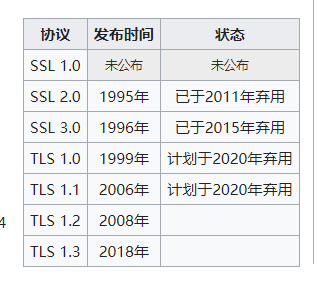 协议 发布时间 状态
SSL 1.0 未公布 未公布
SSL 2.0 1995年 已于2011年弃用
SSL 3.0 1996年 已于2015年弃用
TLS 1.0 1999年 计划于2020年弃用
TLS 1.1 2006年 计划于2020年弃用
4
TLS 1.2 2008年
TLS 1.3 2018年